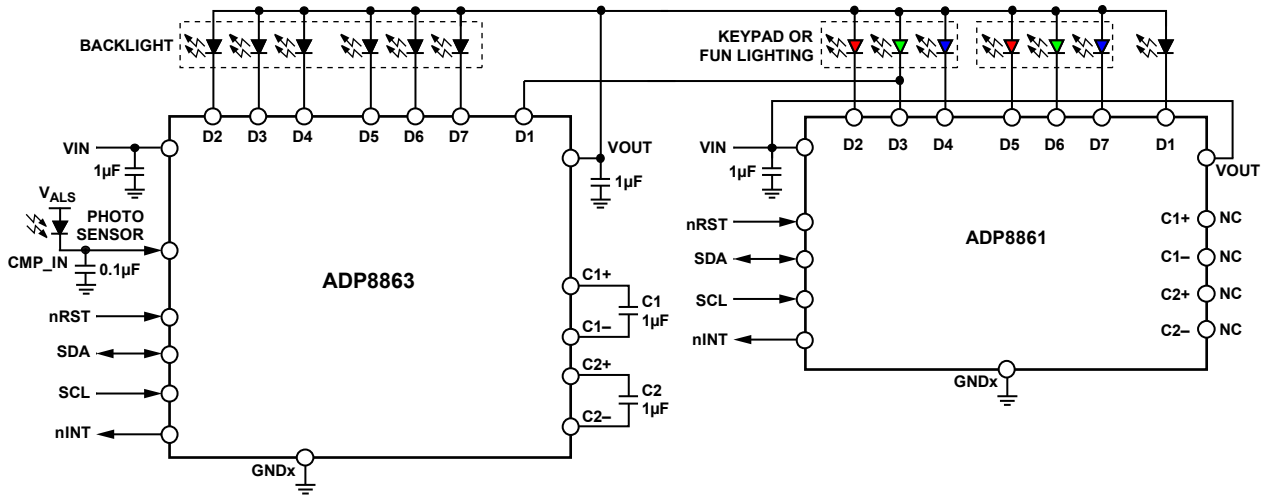 BACKLIGHT
KEYPAD OR
FUN LIGHTING
D2
D3
D4
D5
D6
D7
D1
VIN
1µF
VALS
PHOTO
SENSOR
CMP_IN
0.1µF
nRST
SDA
SCL
nINT
ADP8863
VOUT
1µF
C1+
C1–
C1
1µF
C2+
C2–
C2
1µF
GNDx
D2
D3
D4
D5
D6
D7
D1
VIN
1µF
nRST
SDA
SCL
nINT
ADP8861
VOUT
C1+ NC
C1– NC
C2+ NC
C2– NC
GNDx